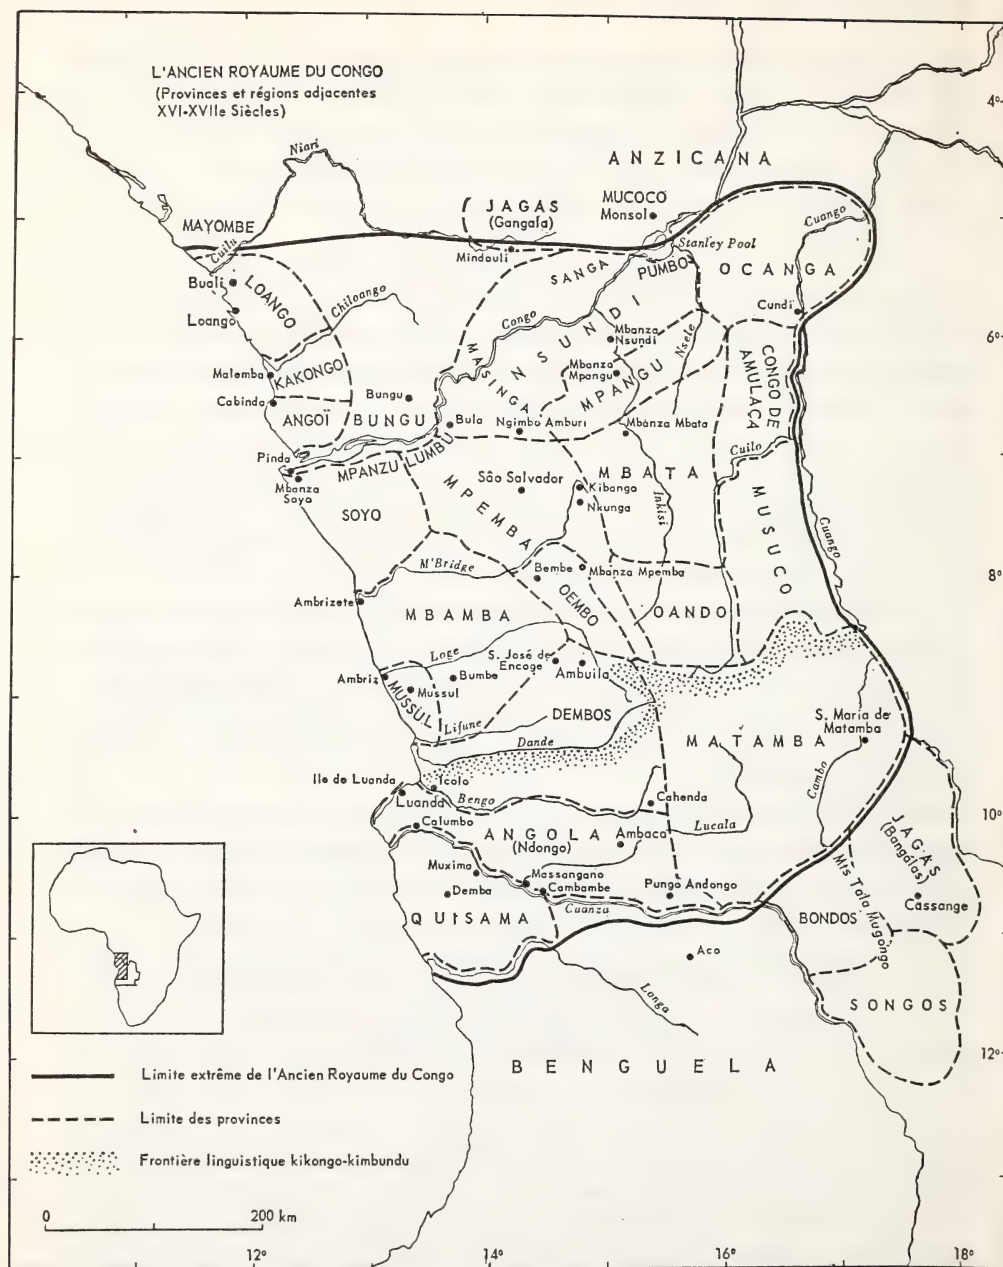 L'ANCIEN ROYAUME DU CONGO
(Provinces et régions adjacentes
XVI-XVIIe Siècles)
4°
Niari
ANZICANA
MUCOCO
Monsol
JAGAS
(Gangala)
Cuango
MAYOMBE
Cuilu
Mindouli
Stanley Pool
SANGA
PUMBO
OCANGA
Buali
LOANGO
Chiloango
Loango
Congo
Cundi
NSUNDI
Mbanza
Nsundi
Nsele
6°
MASINGA
Mbanza
Mpangu
MPANGU
CONGO DE
AMULAÇA
Malemba
KAKONGO
Cabinda
ANGOÏ
Bungu
BUNGU
Bula
Ngimbo Amburi
Mbanza Mbata
Pinda
MPANZU LUMBU
Cuilo
MBATA
Mbanza
Soyo
SOYO
São Salvador
MPEMBA
Kibango
Nkunga
Inkisi
MUSUCO
Cuango
M'Bridge
Bembe
Mbanza Mpemba
8°
OEMBO
OANDO
Ambrizete
MBAMBA
Loge
S. José de
Encoge
Ambuila
Ambriz
MUSSUL
Mussul
Bumbe
Lifune
DEMBOS
Dande
MATAMBA
S. Maria de
Matamba
Cambo
Ile de Luanda
Icolo
Luanda
Bengo
Cahenda
10°
Calumbo
ANGOLA
(Ndongo)
Ambaca
Lucala
JAGAS
(Bangalas)
Muxima
Massangano
Cambambe
Demba
Pungo Andongo
Mts Tala Mugongo
Cassange
QUISAMA
Cuanza
BONDOS
Aco
Longa
SONGOS
BENGUELA
12°
Limite extrême de l'Ancien Royaume du Congo
Limite des provinces
Frontière linguistique kikongo-kimbundu
0 200 km
12° 14° 16° 18°